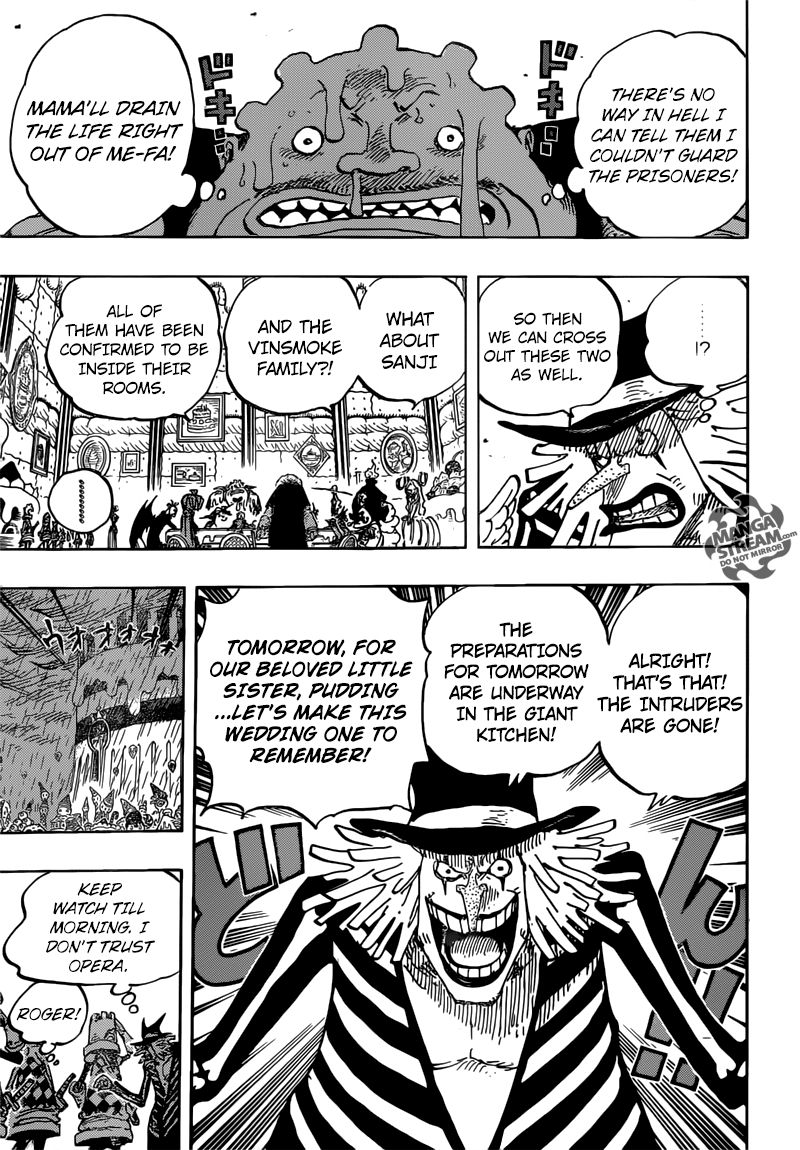 THERE'S NO
WAY IN HELL I
CAN TELL THEM I
COULDN'T GUARD
THE PRISONERS!
ドキ…
ドキ…
MAMA'LL DRAIN
THE LIFE RIGHT
OUT OF ME-FA!
.......
!?
SO THEN
WE CAN CROSS
OUT THESE TWO
AS WELL.
WHAT
ABOUT
SANJI
AND THE
VINSMOKE
FAMILY?!
ALL OF
THEM HAVE BEEN
CONFIRMED TO BE
INSIDE THEIR
ROOMS.
.........
MANGA
STREAM.com
DO NOT MIRROR
ALRIGHT!
THAT'S THAT!
THE INTRUDERS
ARE GONE!
THE
PREPARATIONS
FOR TOMORROW
ARE UNDERWAY
IN THE GIANT
KITCHEN!
TOMORROW, FOR
OUR BELOVED LITTLE
SISTER, PUDDING
...LET'S MAKE THIS
WEDDING ONE TO
REMEMBER!
どん!!
ウオオオオ
KEEP
WATCH TILL
MORNING. I
DON'T TRUST
OPERA.
ROGER!